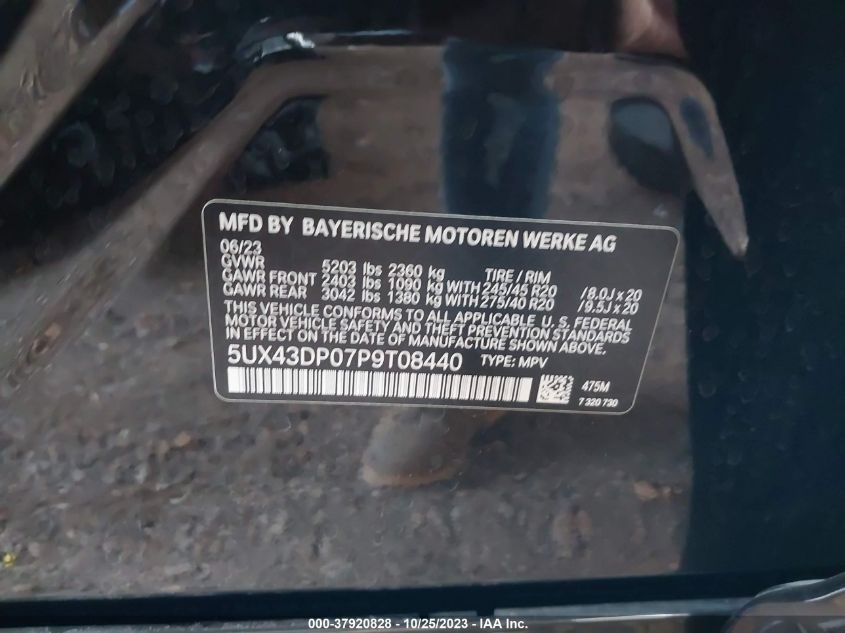 MFD BY BAYERISCHE MOTOREN WERKE AG
06/23
GVWR 5203 lbs 2360 kg TIRE / RIM
GAWR FRONT 2403 lbs 1090 kg WITH 245/45 R20 / 8.0J x 20
GAWR REAR 3042 lbs 1380 kg WITH 275/40 R20 / 9.5J x 20
THIS VEHICLE CONFORMS TO ALL APPLICABLE U. S. FEDERAL
MOTOR VEHICLE SAFETY, BUMPER, AND THEFT PREVENTION STANDARDS
IN EFFECT ON THE DATE OF MANUFACTURE SHOWN ABOVE.
5UX43DP07P9T08440 TYPE: MPV
475M
7 320 730
000-37920828 - 10/25/2023 - IAA Inc.